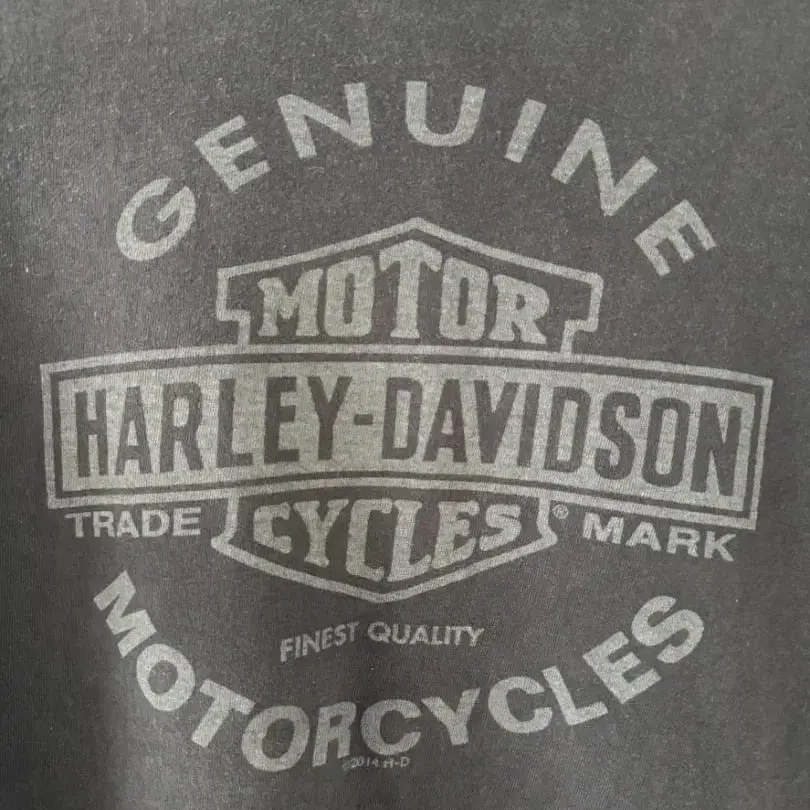 GENUINE
MOTOR
HARLEY-DAVIDSON
TRADE CYCLES® MARK
FINEST QUALITY
MOTORCYCLES
©2014 H-D